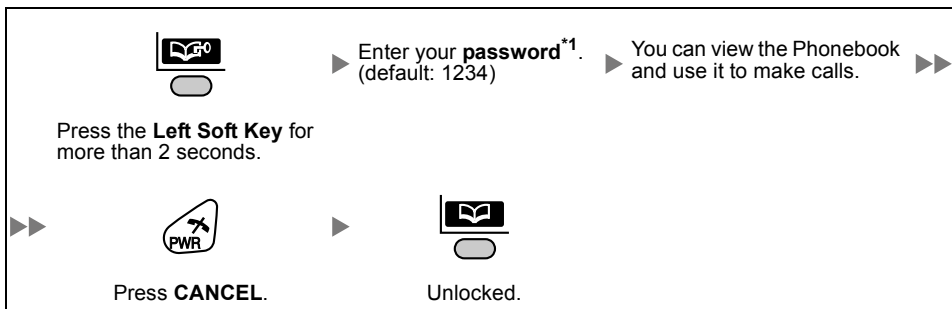 Enter your password*1.
(default: 1234)
You can view the Phonebook
and use it to make calls.
Press the Left Soft Key for
more than 2 seconds.
PWR
Press CANCEL.
Unlocked.